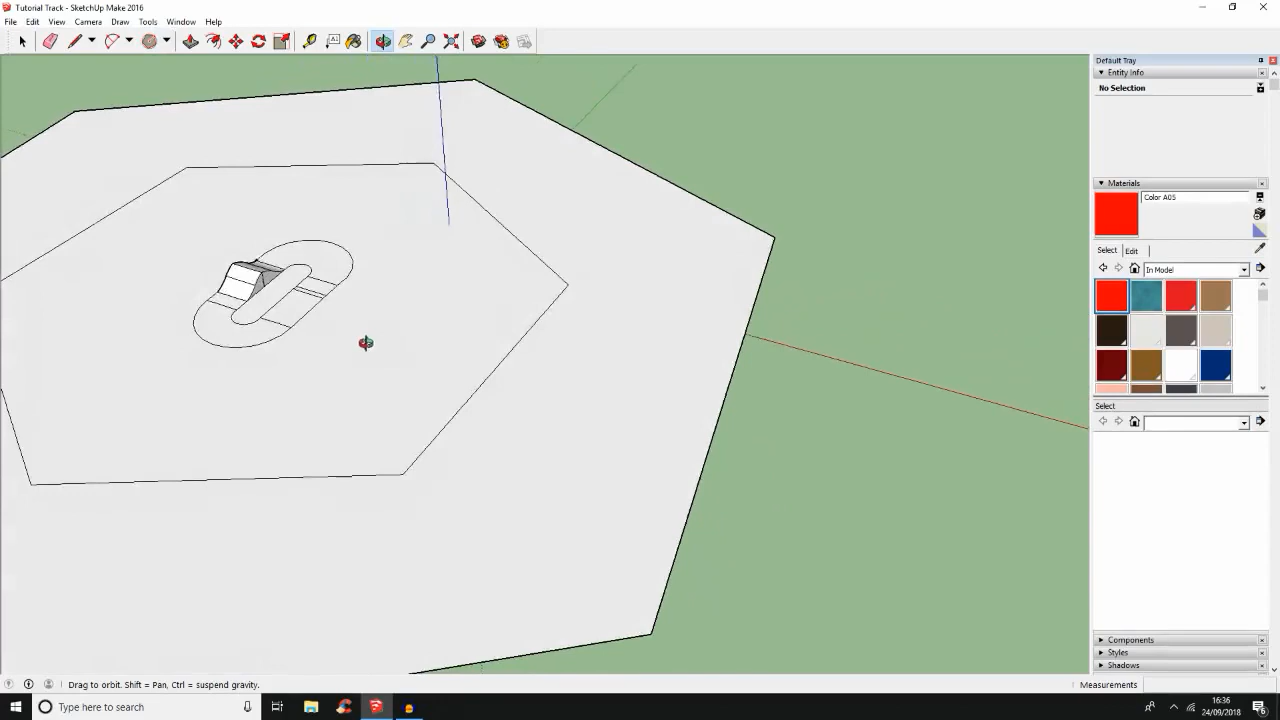 Tutorial Track - SketchUp Make 2016
File Edit View Camera Draw Tools Window Help
Default Tray
Entity Info
No Selection
Materials
Color A05
Select Edit
In Model
Select
Components
Styles
Shadows
Drag to orbit. Shift = Pan, Ctrl = suspend gravity.
Measurements
Type here to search
16:36
24/09/2018